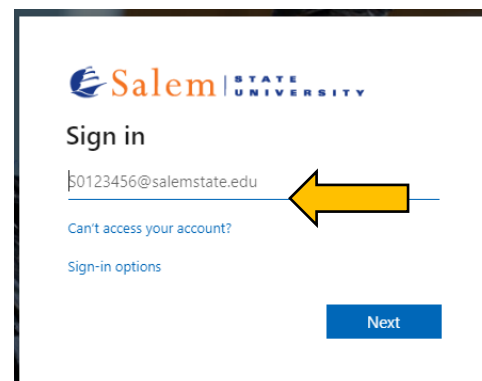 Salem STATE UNIVERSITY
Sign in
S0123456@salemstate.edu
Can't access your account?
Sign-in options
Next